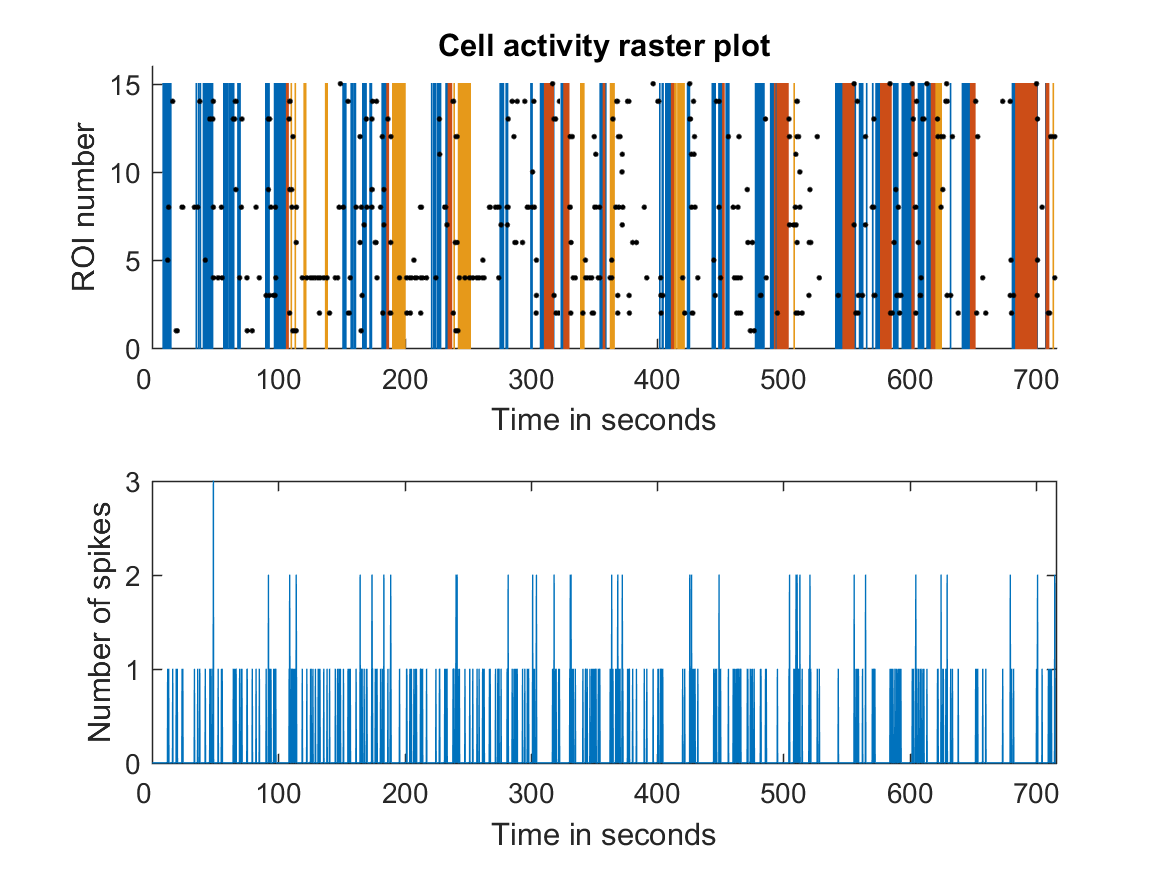 Cell activity raster plot
15
10
5
0
ROI number
0 100 200 300 400 500 600 700
Time in seconds
3
2
1
0
Number of spikes
0 100 200 300 400 500 600 700
Time in seconds